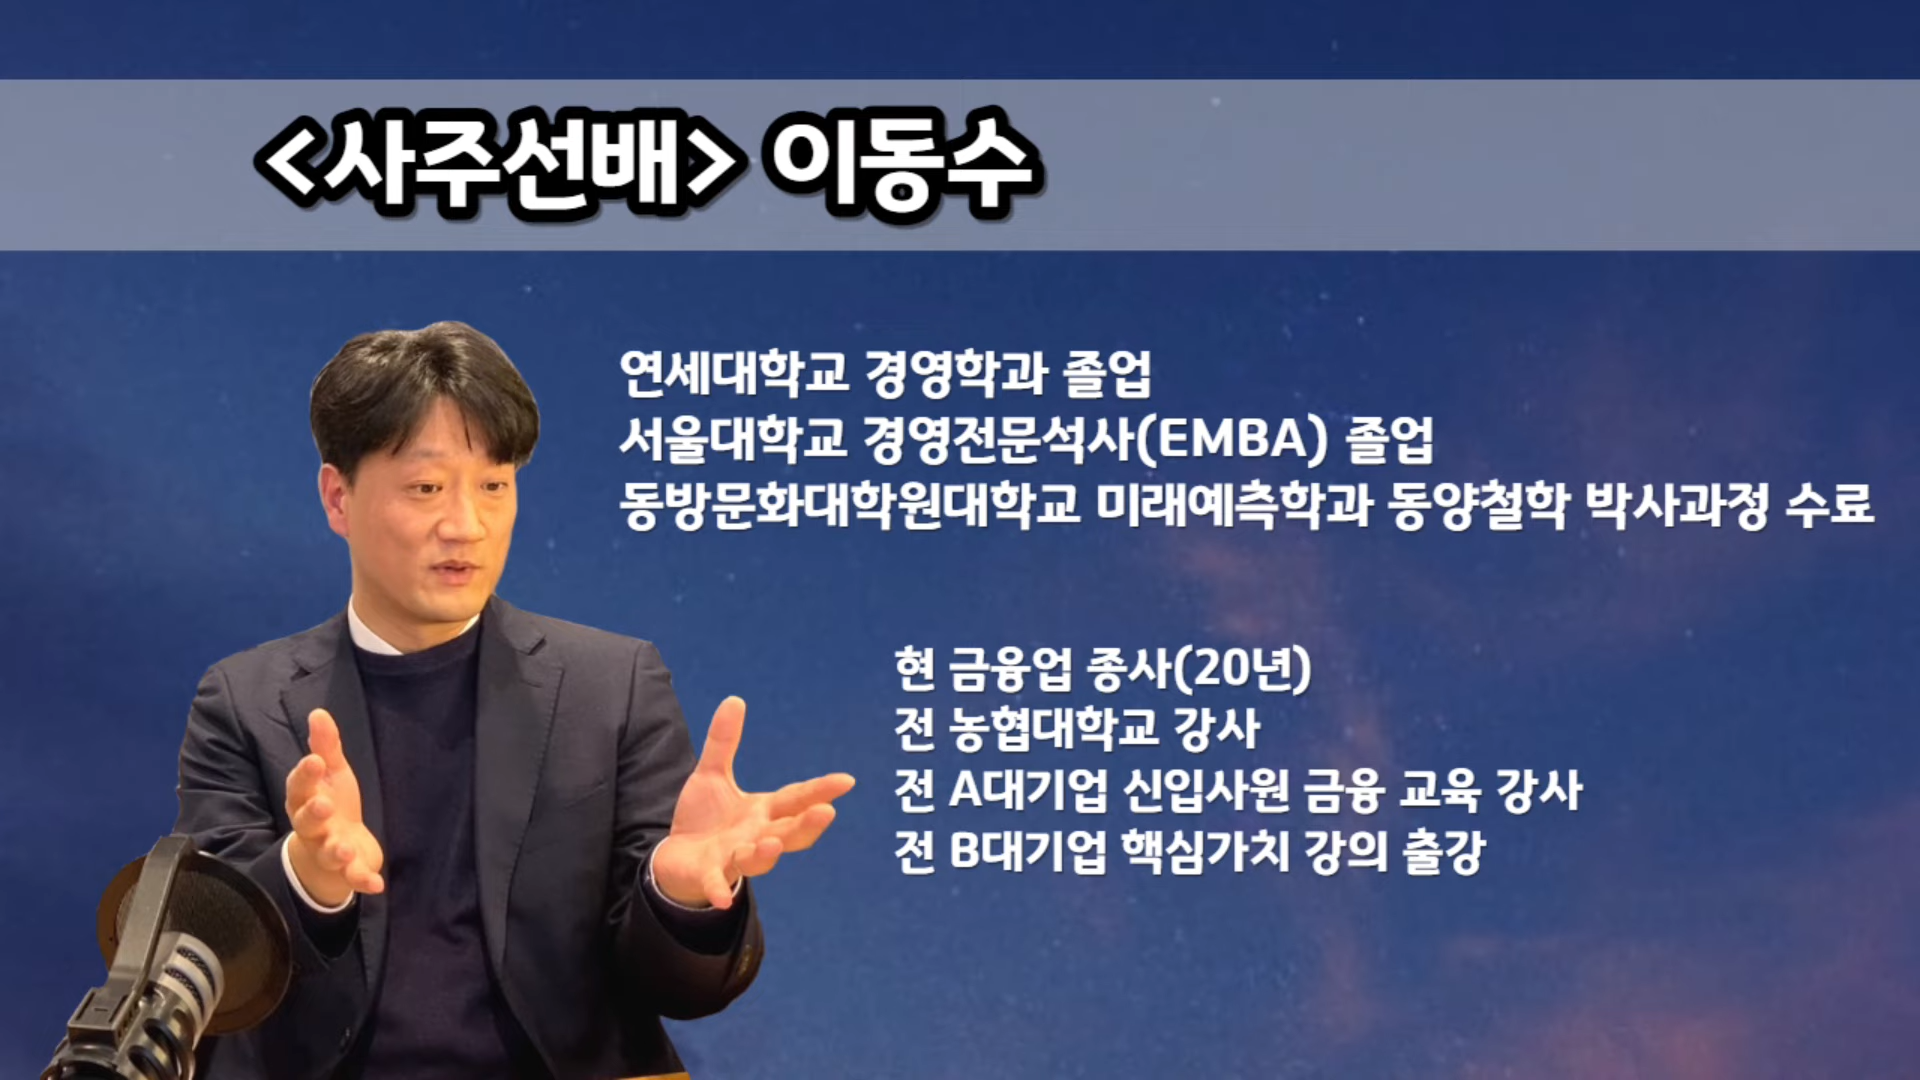 <사주선배> 이동수
연세대학교 경영학과 졸업
서울대학교 경영전문석사(EMBA) 졸업
동방문화대학원대학교 미래예측학과 동양철학 박사과정 수료
현 금융업 종사(20년)
전 농협대학교 강사
전 A대기업 신입사원 금융 교육 강사
전 B대기업 핵심가치 강의 출강